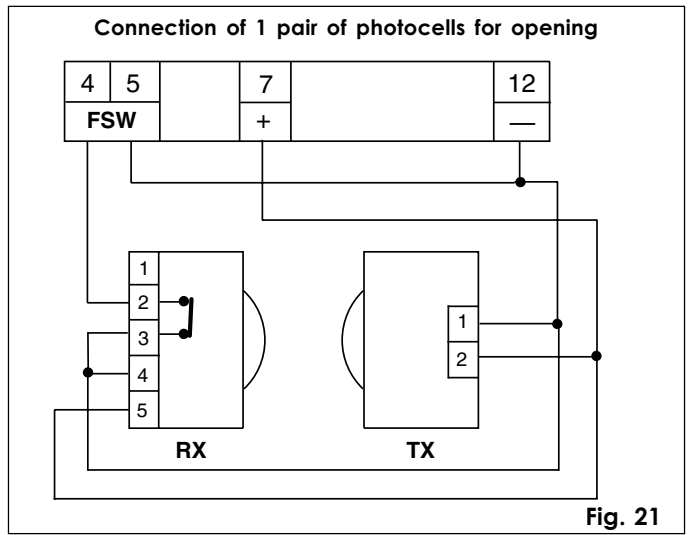 Connection of 1 pair of photocells for opening
4 5 7 12
FSW + —
1
2
3
4
5
1
2
RX TX
Fig. 21